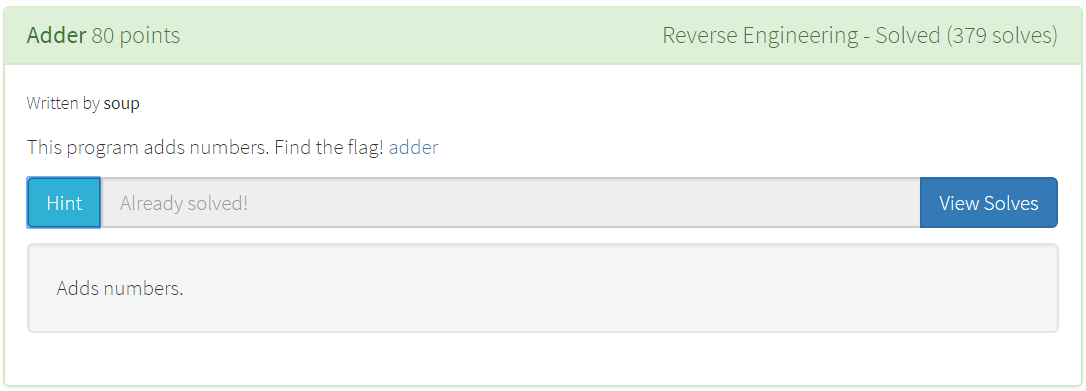 Adder 80 points Reverse Engineering - Solved (379 solves)
Written by soup
This program adds numbers. Find the flag! adder
Hint Already solved! View Solves
Adds numbers.